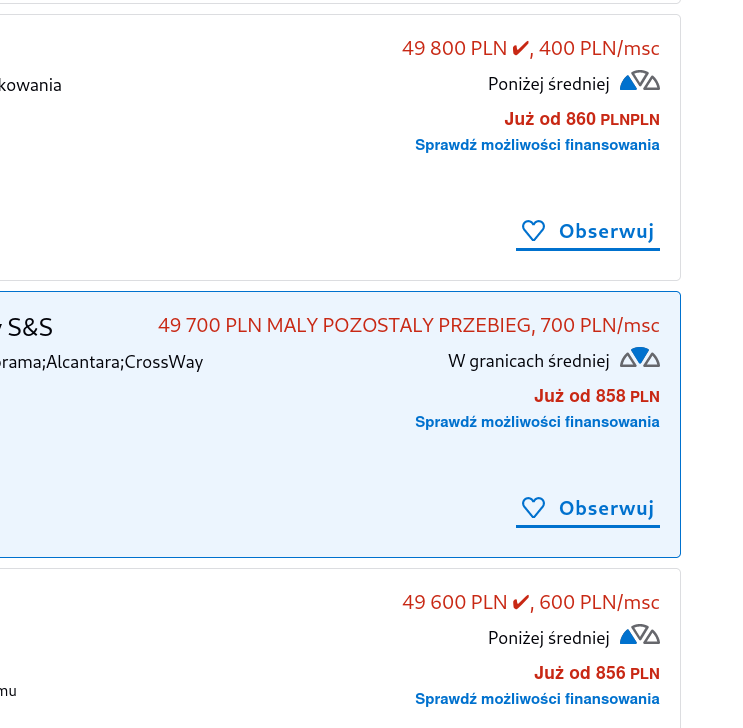 49 800 PLN ✔, 400 PLN/msc
Poniżej średniej
kowania
Już od 860 PLNPLN
Sprawdź możliwości finansowania
Obserwuj
S&S
49 700 PLN MALY POZOSTALY PRZEBIEG, 700 PLN/msc
W granicach średniej
orama;Alcantara;CrossWay
Już od 858 PLN
Sprawdź możliwości finansowania
Obserwuj
49 600 PLN ✔, 600 PLN/msc
Poniżej średniej
Już od 856 PLN
mu
Sprawdź możliwości finansowania